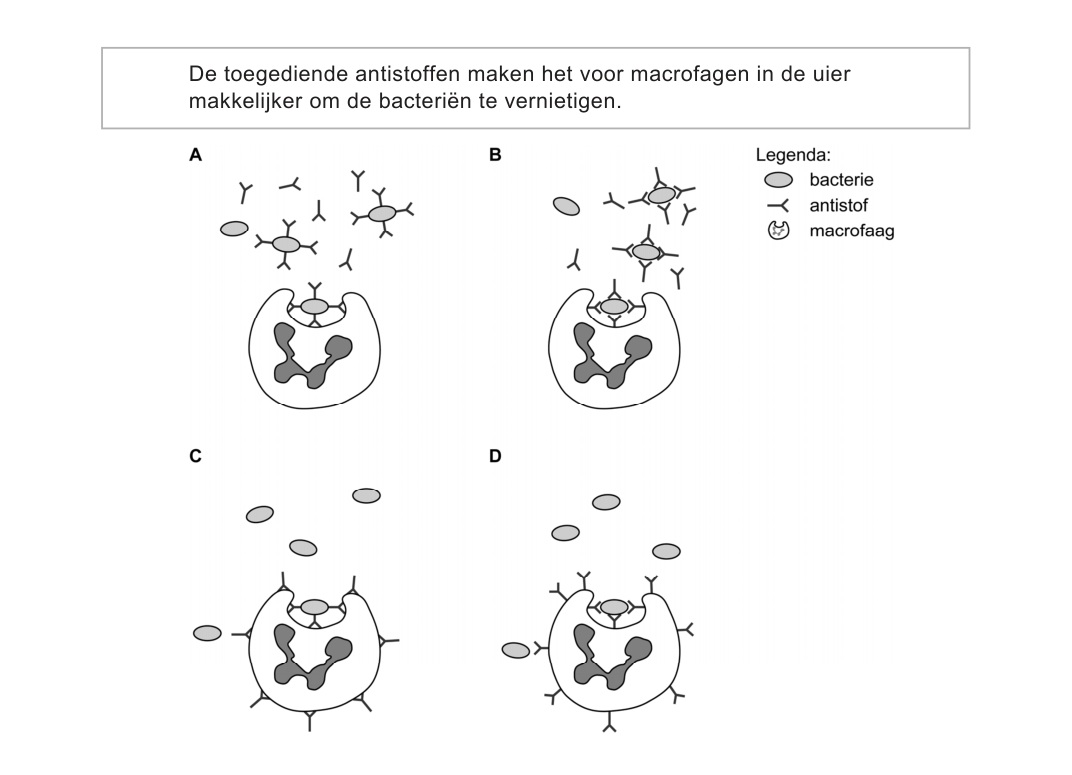 De toegediende antistoffen maken het voor macrofagen in de uier
makkelijker om de bacteriën te vernietigen.
A
B
Legenda:
bacterie
antistof
macrofaag
C
D